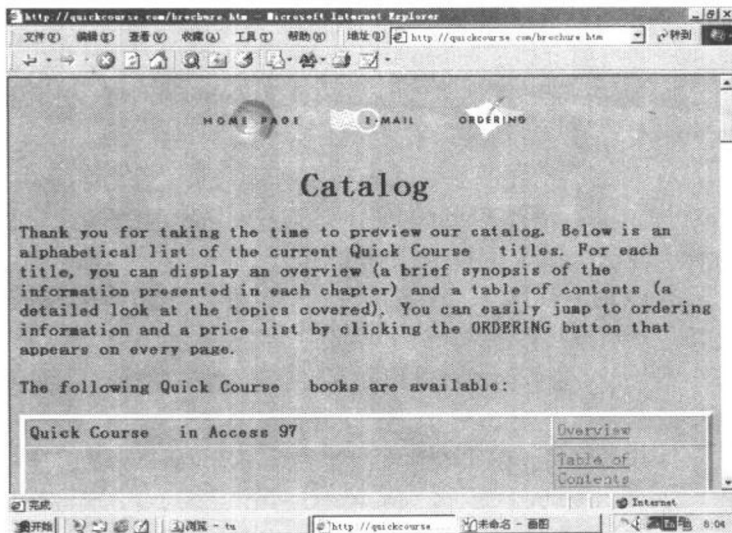 http://quickcourse.com/brochure.htm - Microsoft Internet Explorer
文件(F) 编辑(E) 查看(V) 收藏(A) 工具(T) 帮助(H) 地址(D) http://quickcourse.com/brochure.htm 转到
HOME PAGE E-MAIL ORDERING
Catalog
Thank you for taking the time to preview our catalog. Below is an
alphabetical list of the current Quick Course titles. For each
title, you can display an overview (a brief synopsis of the
information presented in each chapter) and a table of contents (a
detailed look at the topics covered). You can easily jump to ordering
information and a price list by clicking the ORDERING button that
appears on every page.
The following Quick Course books are available:
Quick Course in Access 97 Overview
Table of
Contents
完成 Internet
开始 浏览 - tu http://quickcourse... 未命名 - 画图 8:04